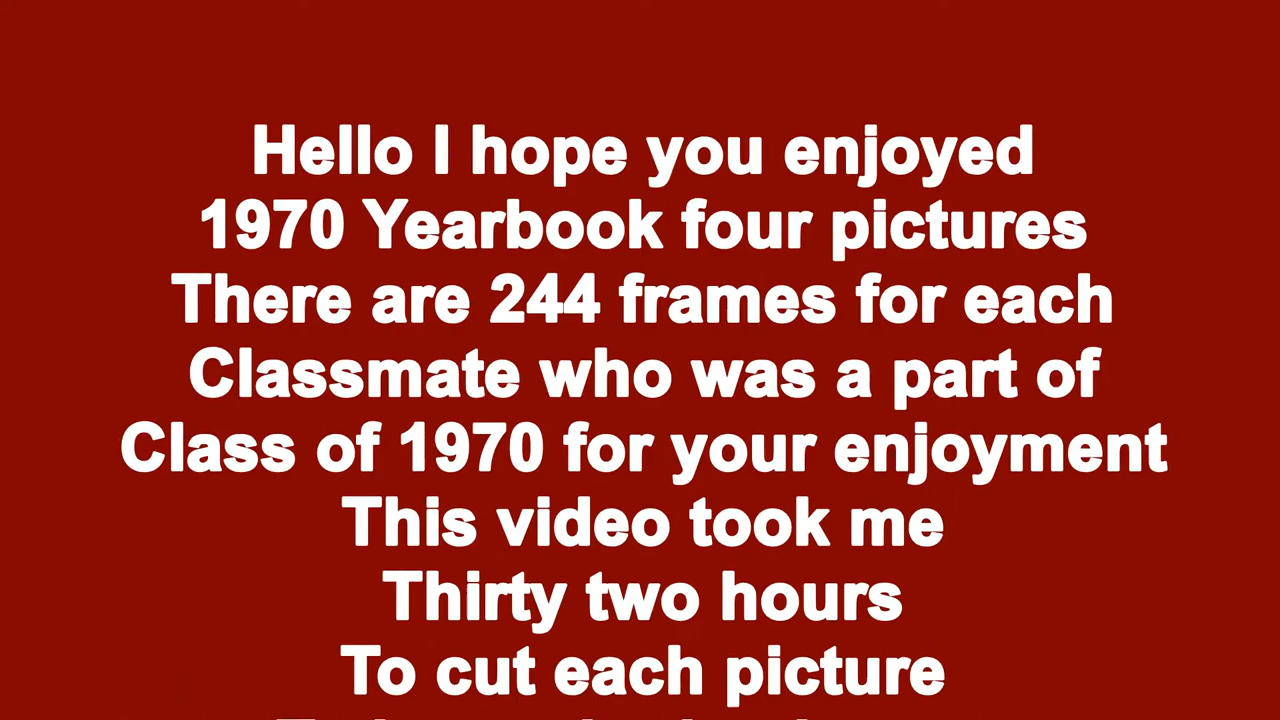 Hello I hope you enjoyed
1970 Yearbook four pictures
There are 244 frames for each
Classmate who was a part of
Class of 1970 for your enjoyment
This video took me
Thirty two hours
To cut each picture